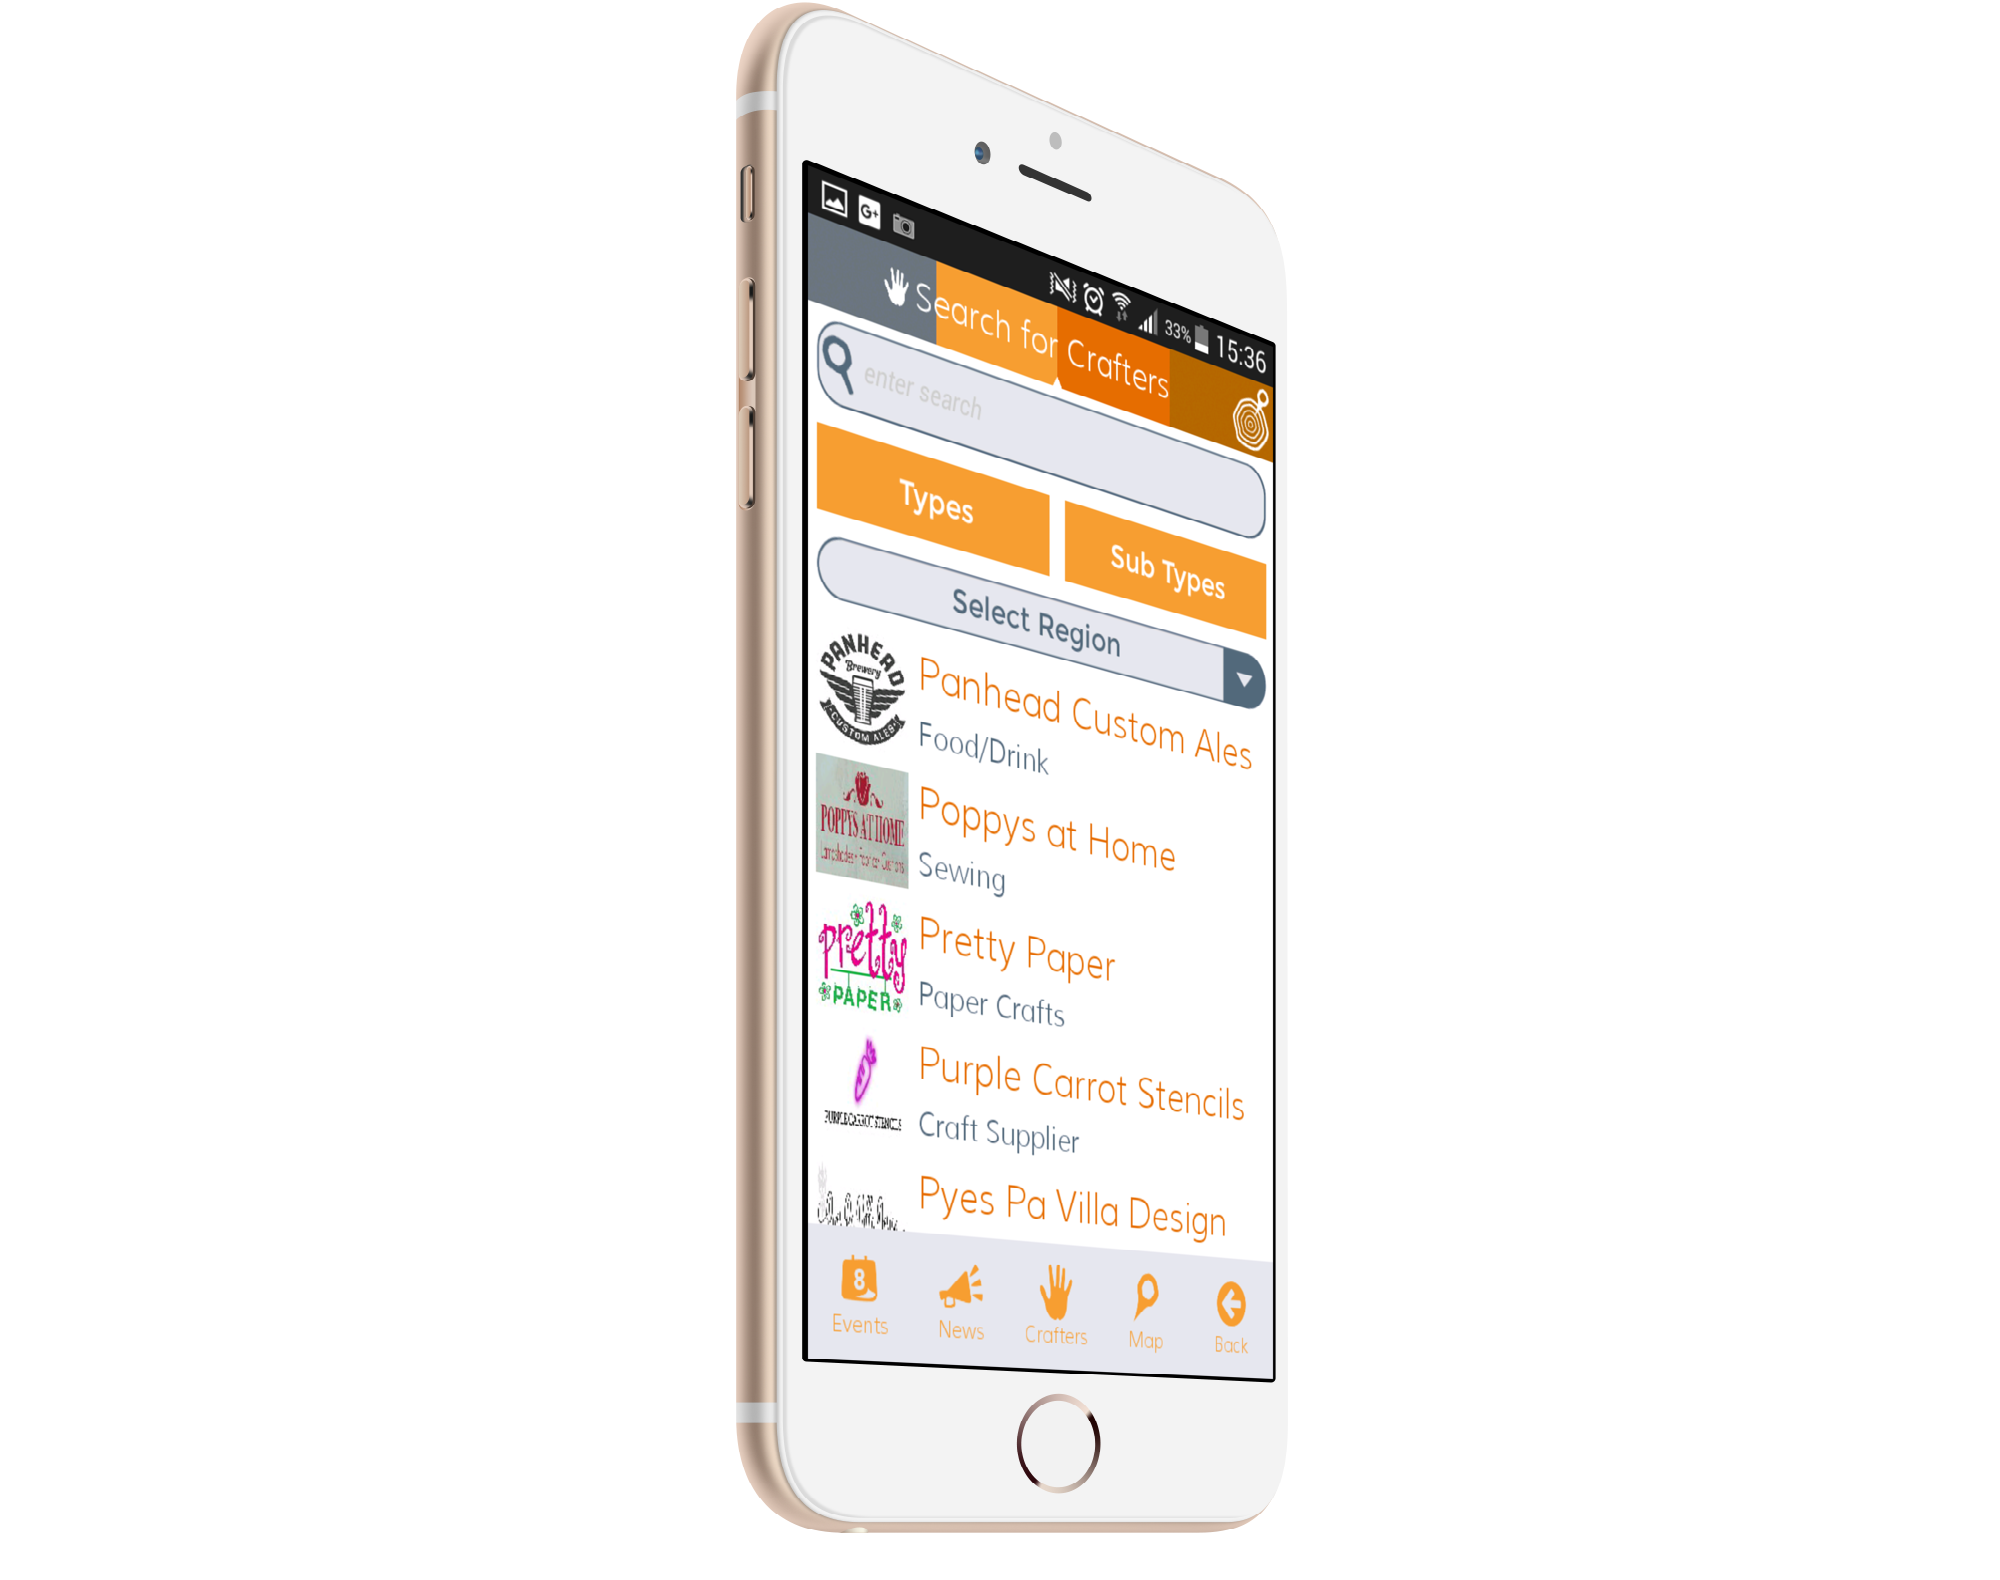 G+
33% 15:36
Search for Crafters
enter search
Types
Sub Types
Select Region
PANHEAD
Brewery
CUSTOM ALES
Panhead Custom Ales
Food/Drink
POPPYS AT HOME
Poppys at Home
Sewing
pretty
PAPER
Pretty Paper
Paper Crafts
PURPLE CARROT STENCILS
Purple Carrot Stencils
Craft Supplier
Pyes Pa Villa Design
8
Events
News
Crafters
Map
Back